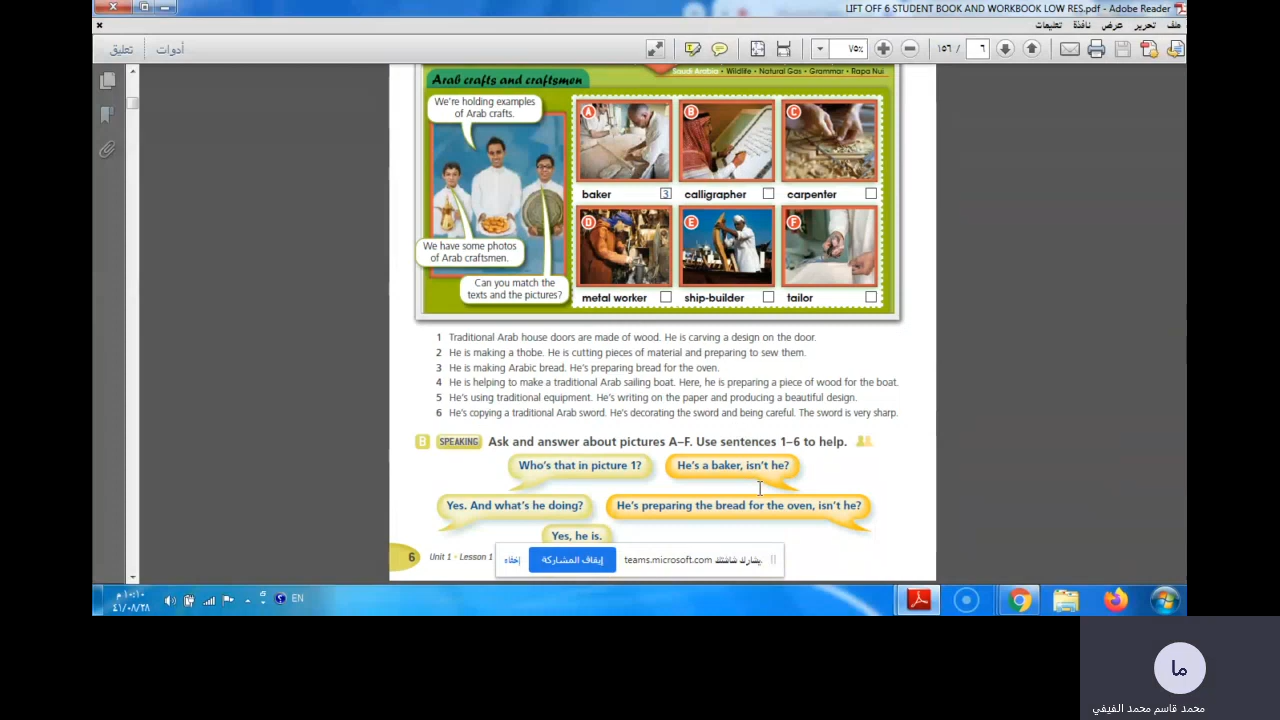 LIFT OFF 6 STUDENT BOOK AND WORKBOOK LOW RES.pdf - Adobe Reader
ملف تحرير عرض نافذة تعليمات
تعليق أدوات ٧٥% ١٥٦ / ٦
Saudi Arabia • Wildlife • Natural Gas • Grammar • Rapa Nui
Arab crafts and craftsmen
We're holding examples
of Arab crafts.
We have some photos
of Arab craftsmen.
Can you match the
texts and the pictures?
A B C
baker 3 calligrapher carpenter
D E F
metal worker ship-builder tailor
1 Traditional Arab house doors are made of wood. He is carving a design on the door.
2 He is making a thobe. He is cutting pieces of material and preparing to sew them.
3 He is making Arabic bread. He's preparing bread for the oven.
4 He is helping to make a traditional Arab sailing boat. Here, he is preparing a piece of wood for the boat.
5 He's using traditional equipment. He's writing on the paper and producing a beautiful design.
6 He's copying a traditional Arab sword. He's decorating the sword and being careful. The sword is very sharp.
B SPEAKING Ask and answer about pictures A–F. Use sentences 1–6 to help.
Who's that in picture 1? He's a baker, isn't he?
Yes. And what's he doing? He's preparing the bread for the oven, isn't he?
Yes, he is.
6 Unit 1 • Lesson 1
إخفاء إيقاف المشاركة teams.microsoft.com يشارك شاشتك.
١٠:١٠ م
٤١/٠٨/٢٨
EN
ما
محمد قاسم محمد الفيفي